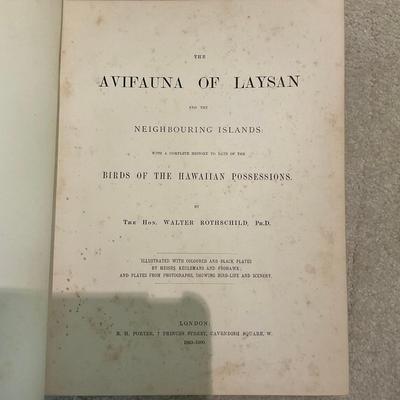 THE
AVIFAUNA OF LAYSAN
AND THE
NEIGHBOURING ISLANDS:
WITH A COMPLETE HISTORY TO DATE OF THE
BIRDS OF THE HAWAIIAN POSSESSIONS.
BY
THE HON. WALTER ROTHSCHILD, PH.D.
ILLUSTRATED WITH COLOURED AND BLACK PLATES
BY MESSRS. KEULEMANS AND FROHAWK;
AND PLATES FROM PHOTOGRAPHS, SHOWING BIRD-LIFE AND SCENERY.
LONDON:
R. H. PORTER, 7 PRINCES STREET, CAVENDISH SQUARE, W.
1893-1900.